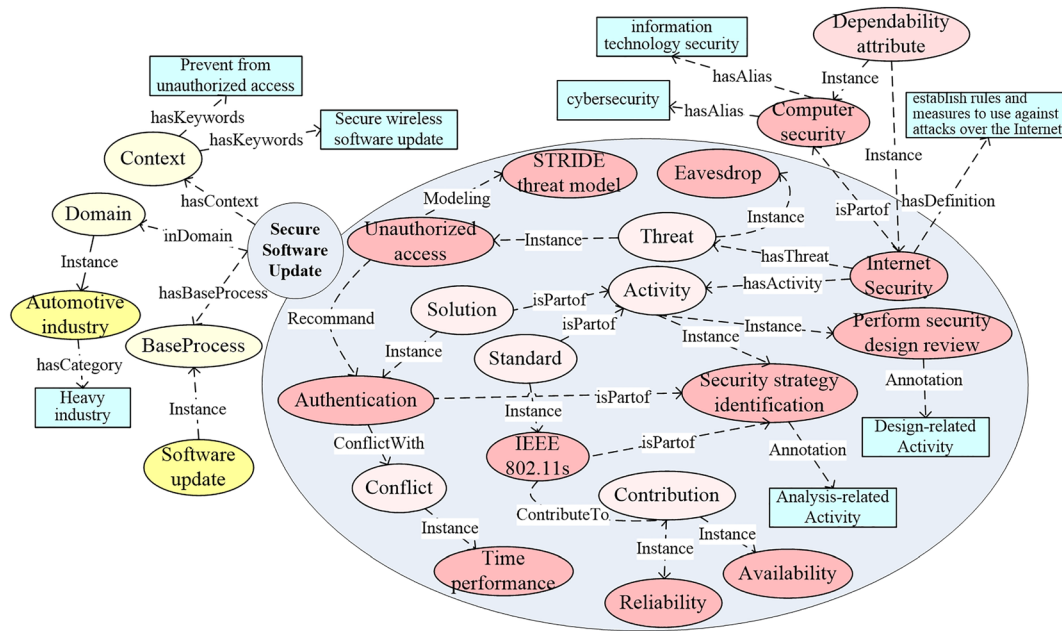 information
technology security
Dependability
attribute
hasAlias
Instance
Prevent from
unauthorized access
cybersecurity
hasAlias
Computer
security
establish rules and
measures to use against
attacks over the Internet
hasKeywords
hasKeywords
Secure wireless
software update
Context
STRIDE
threat model
Eavesdrop
Instance
hasContext
Modeling
isPartof
hasDefinition
Domain
inDomain
Secure
Software
Update
Unauthorized
access
Instance
Threat
Instance
hasThreat
Internet
Security
Instance
hasBaseProcess
Solution
isPartof
Activity
hasActivity
Automotive
industry
Recommand
isPartof
Instance
Perform security
design review
BaseProcess
Instance
Standard
Instance
hasCategory
Heavy
industry
Instance
Authentication
Instance
isPartof
Security strategy
identification
Annotation
Design-related
Activity
ConflictWith
IEEE
802.11s
isPartof
Annotation
Software
update
Conflict
Contribution
Analysis-related
Activity
ContributeTo
Instance
Instance
Instance
Time
performance
Availability
Reliability